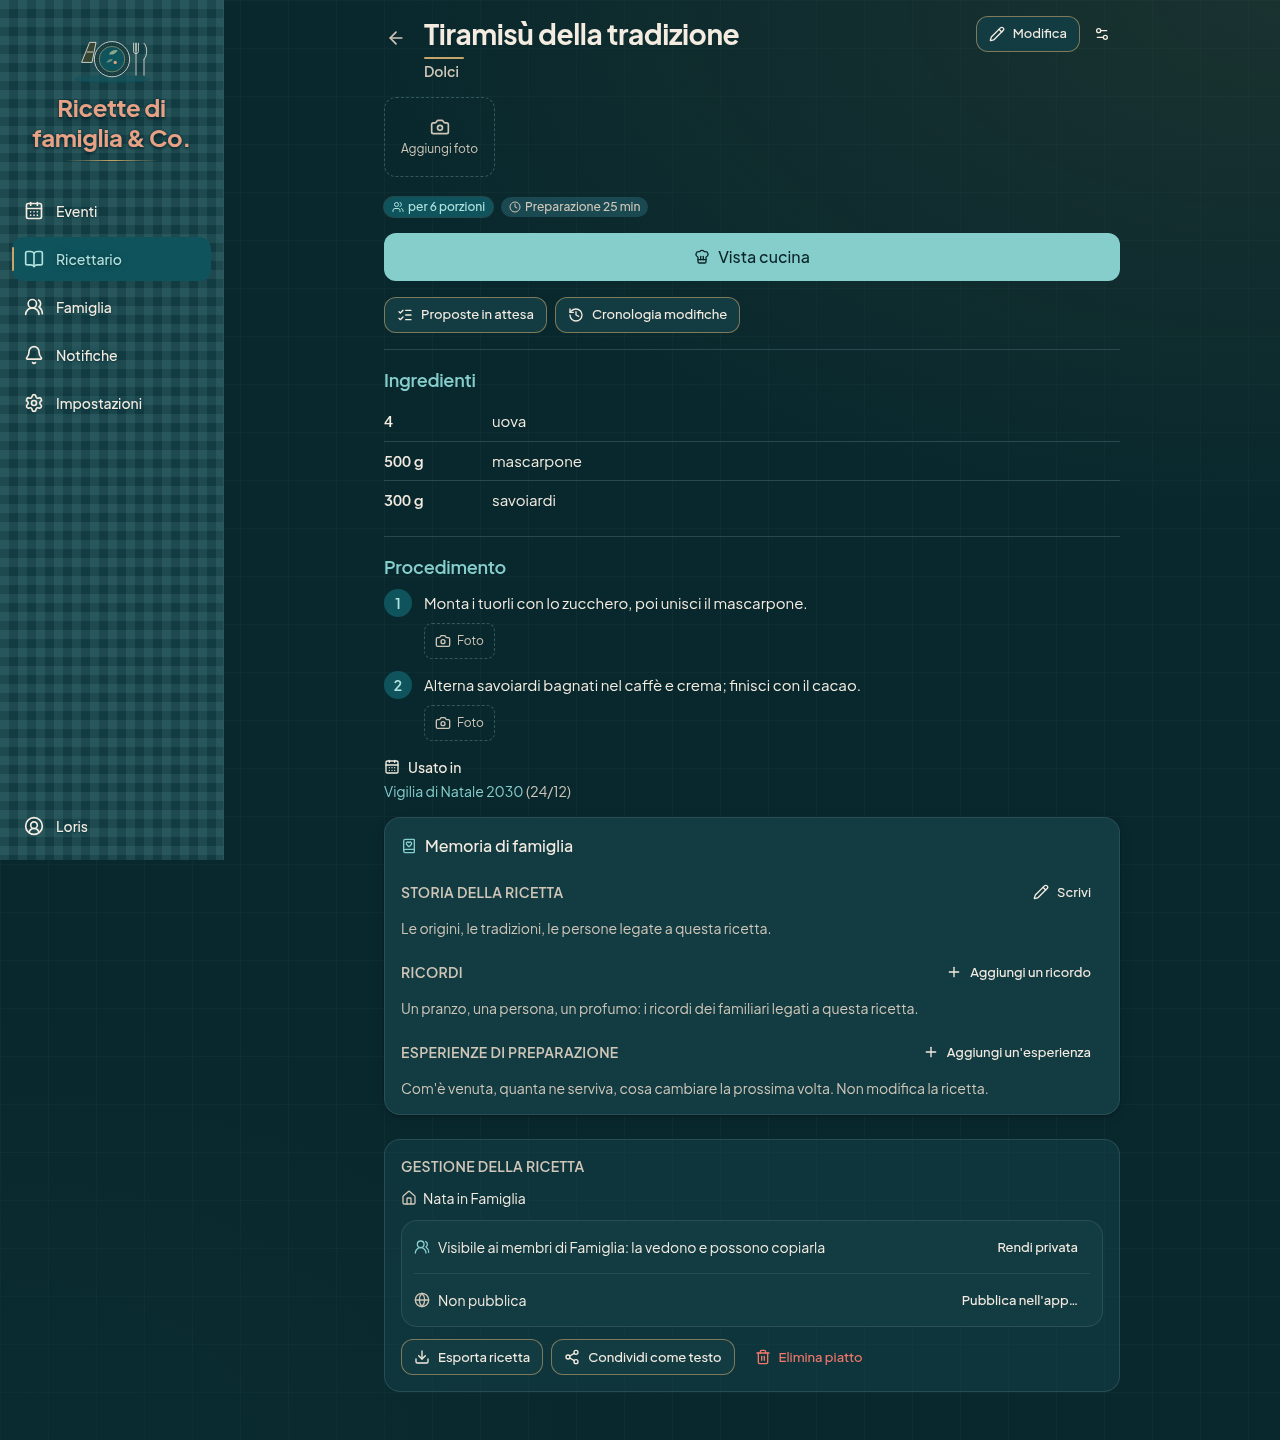 Ricette di
famiglia & Co.
Eventi
Ricettario
Famiglia
Notifiche
Impostazioni
Loris
Tiramisù della tradizione
Modifica
Dolci
Aggiungi foto
per 6 porzioni
Preparazione 25 min
Vista cucina
Proposte in attesa
Cronologia modifiche
Ingredienti
4 uova
500 g mascarpone
300 g savoiardi
Procedimento
1 Monta i tuorli con lo zucchero, poi unisci il mascarpone.
Foto
2 Alterna savoiardi bagnati nel caffè e crema; finisci con il cacao.
Foto
Usato in
Vigilia di Natale 2030 (24/12)
Memoria di famiglia
STORIA DELLA RICETTA
Scrivi
Le origini, le tradizioni, le persone legate a questa ricetta.
RICORDI
Aggiungi un ricordo
Un pranzo, una persona, un profumo: i ricordi dei familiari legati a questa ricetta.
ESPERIENZE DI PREPARAZIONE
Aggiungi un'esperienza
Com'è venuta, quanta ne serviva, cosa cambiare la prossima volta. Non modifica la ricetta.
GESTIONE DELLA RICETTA
Nata in Famiglia
Visibile ai membri di Famiglia: la vedono e possono copiarla
Rendi privata
Non pubblica
Pubblica nell'app…
Esporta ricetta
Condividi come testo
Elimina piatto